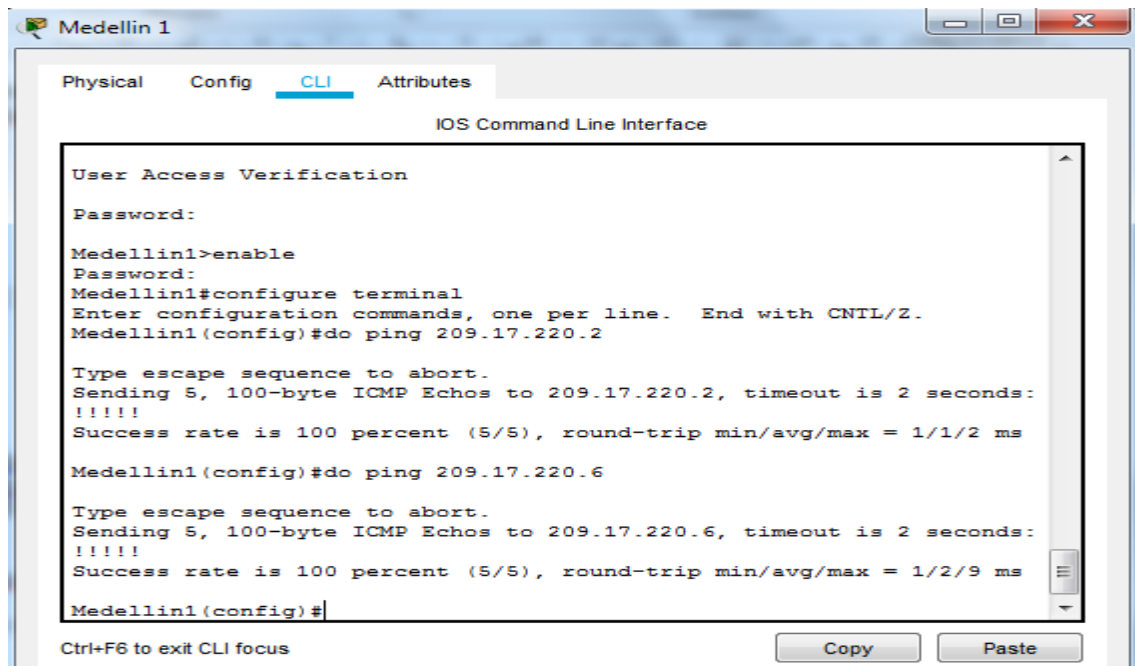 Medellin 1
Physical Config CLI Attributes
IOS Command Line Interface
User Access Verification
Password:
Medellin1>enable
Password:
Medellin1#configure terminal
Enter configuration commands, one per line.  End with CNTL/Z.
Medellin1(config)#do ping 209.17.220.2
Type escape sequence to abort.
Sending 5, 100-byte ICMP Echos to 209.17.220.2, timeout is 2 seconds:
!!!!!
Success rate is 100 percent (5/5), round-trip min/avg/max = 1/1/2 ms
Medellin1(config)#do ping 209.17.220.6
Type escape sequence to abort.
Sending 5, 100-byte ICMP Echos to 209.17.220.6, timeout is 2 seconds:
!!!!!
Success rate is 100 percent (5/5), round-trip min/avg/max = 1/2/9 ms
Medellin1(config)#
Ctrl+F6 to exit CLI focus Copy Paste